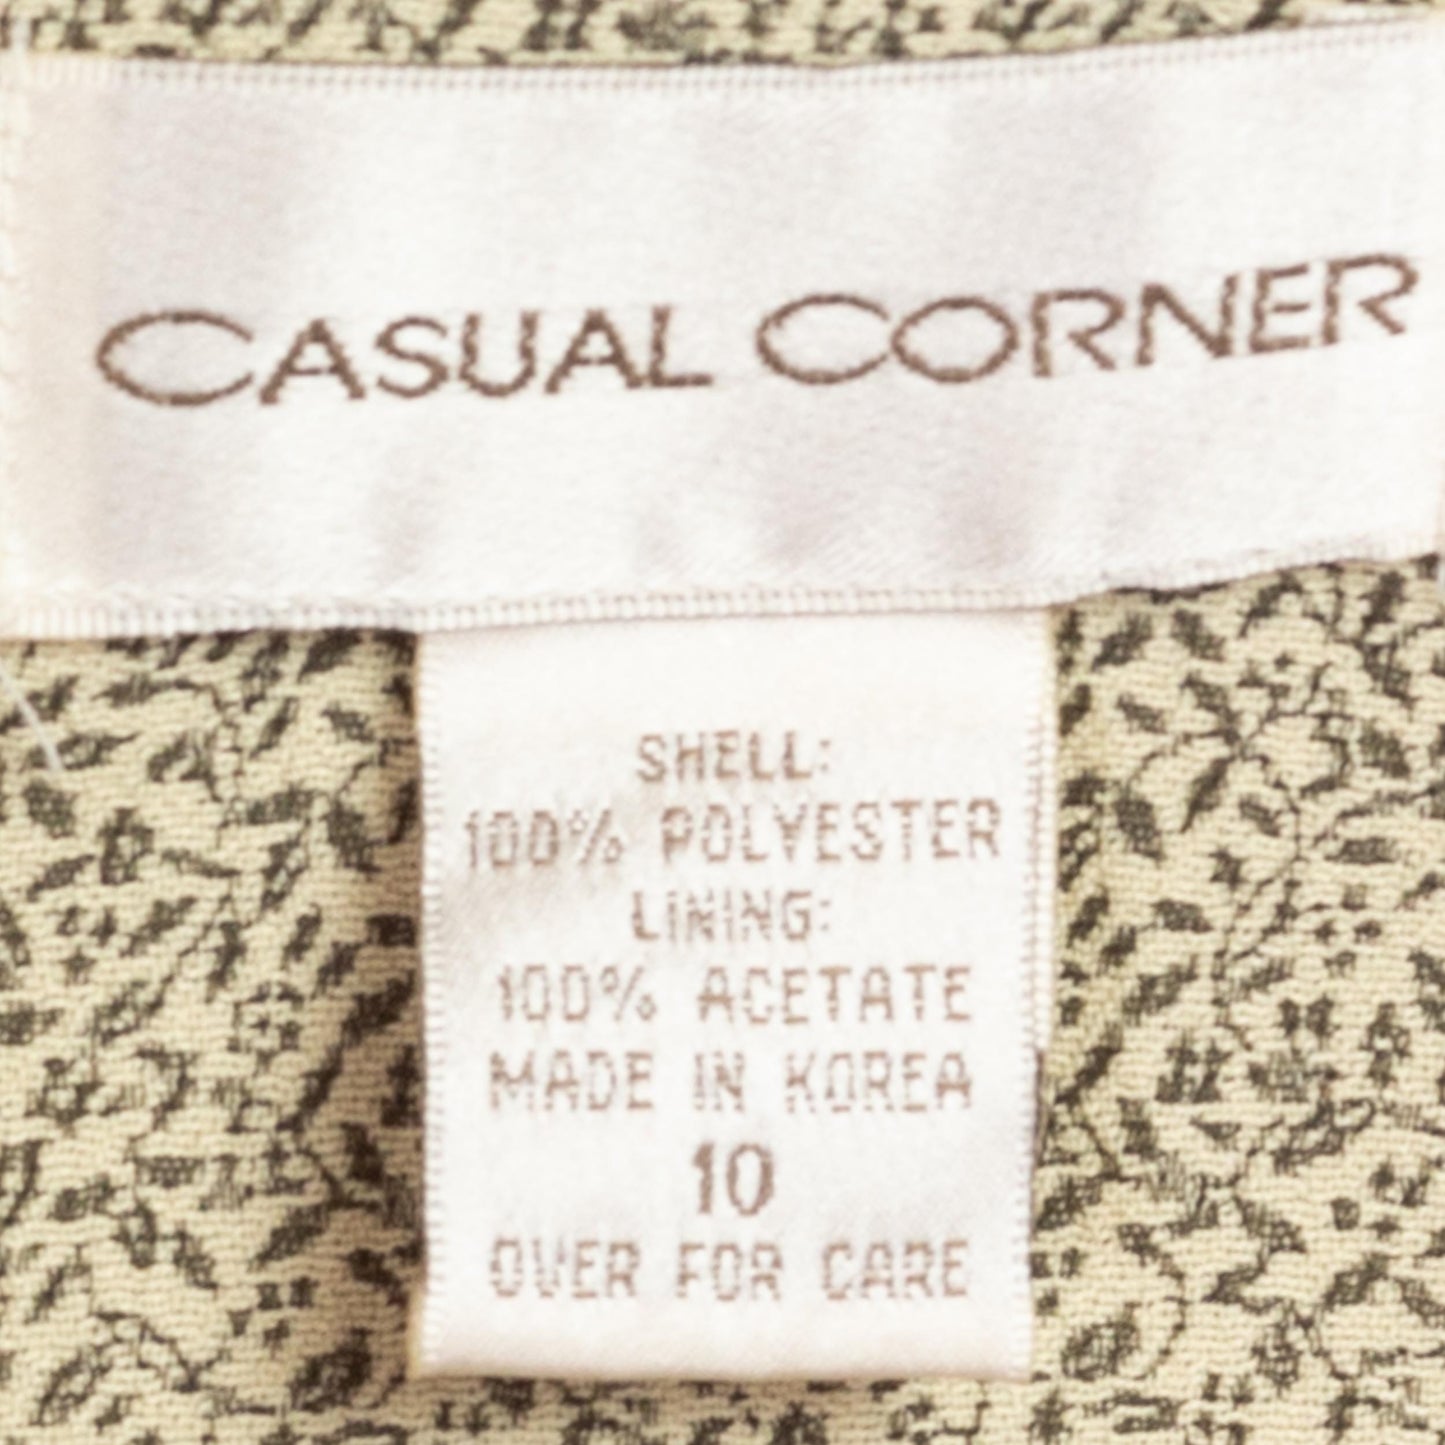 CASUAL CORNER
SHELL:
100% POLYESTER
LINING:
100% ACETATE
MADE IN KOREA
10
OVER FOR CARE